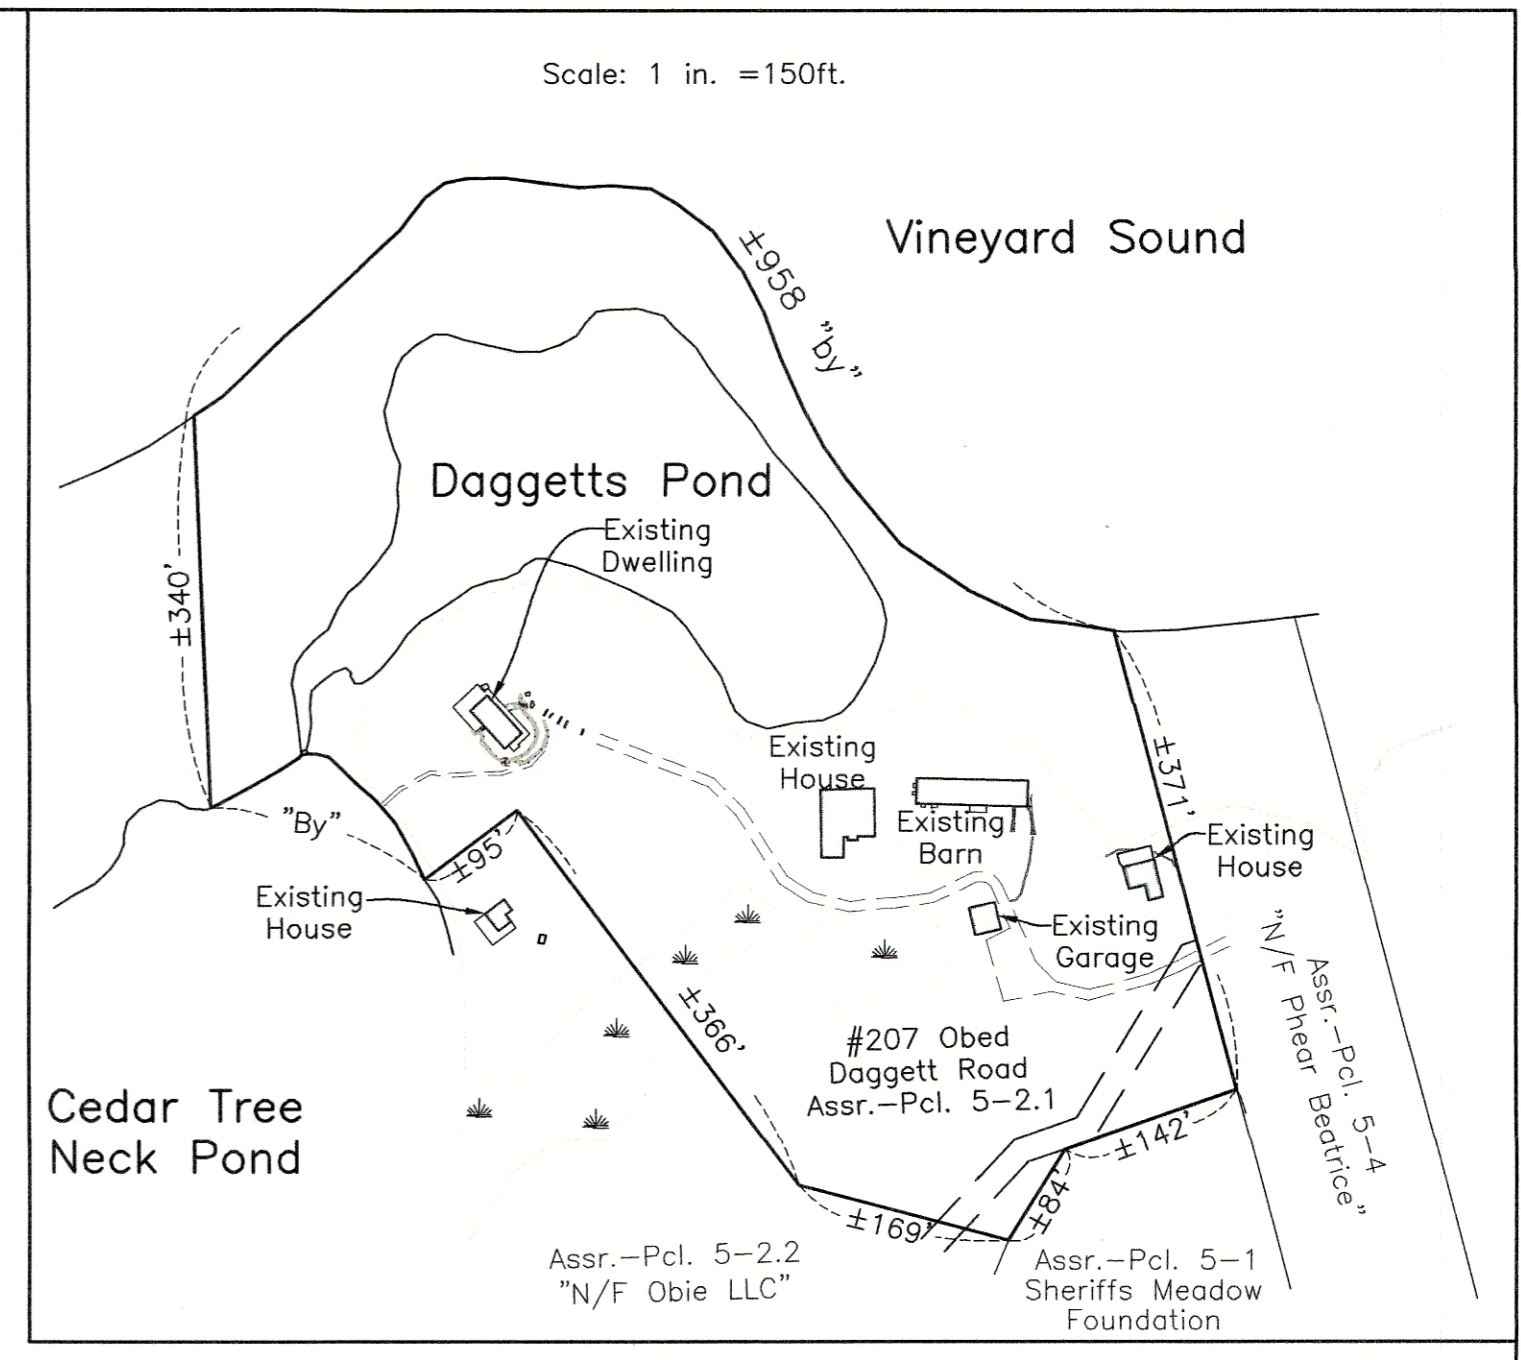 Scale: 1 in. =150ft.
Vineyard Sound
±958 "by"
Daggetts Pond
Existing
Dwelling
±340'
Existing
House
Existing
Barn
±371'
Existing
House
"By"
±95'
Existing
House
Existing
Garage
±366'
#207 Obed
Daggett Road
Assr.-Pcl. 5-2.1
Assr.-Pcl. 5-4
"N/F Phear Beatrice"
Cedar Tree
Neck Pond
±142'
±84'
±169'
Assr.-Pcl. 5-2.2
"N/F Obie LLC"
Assr.-Pcl. 5-1
Sheriffs Meadow
Foundation